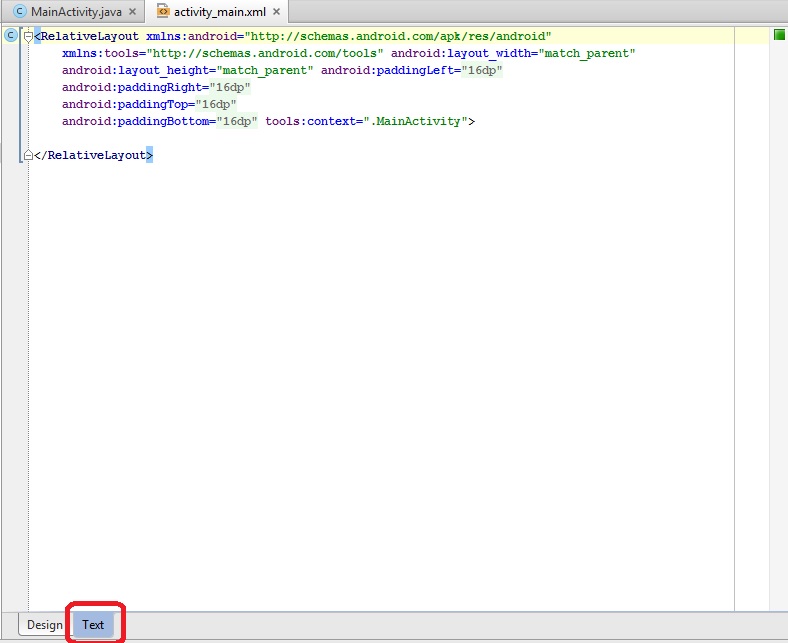 MainActivity.java activity_main.xml
<RelativeLayout xmlns:android="http://schemas.android.com/apk/res/android"
xmlns:tools="http://schemas.android.com/tools" android:layout_width="match_parent"
android:layout_height="match_parent" android:paddingLeft="16dp"
android:paddingRight="16dp"
android:paddingTop="16dp"
android:paddingBottom="16dp" tools:context=".MainActivity">
</RelativeLayout>
Design Text